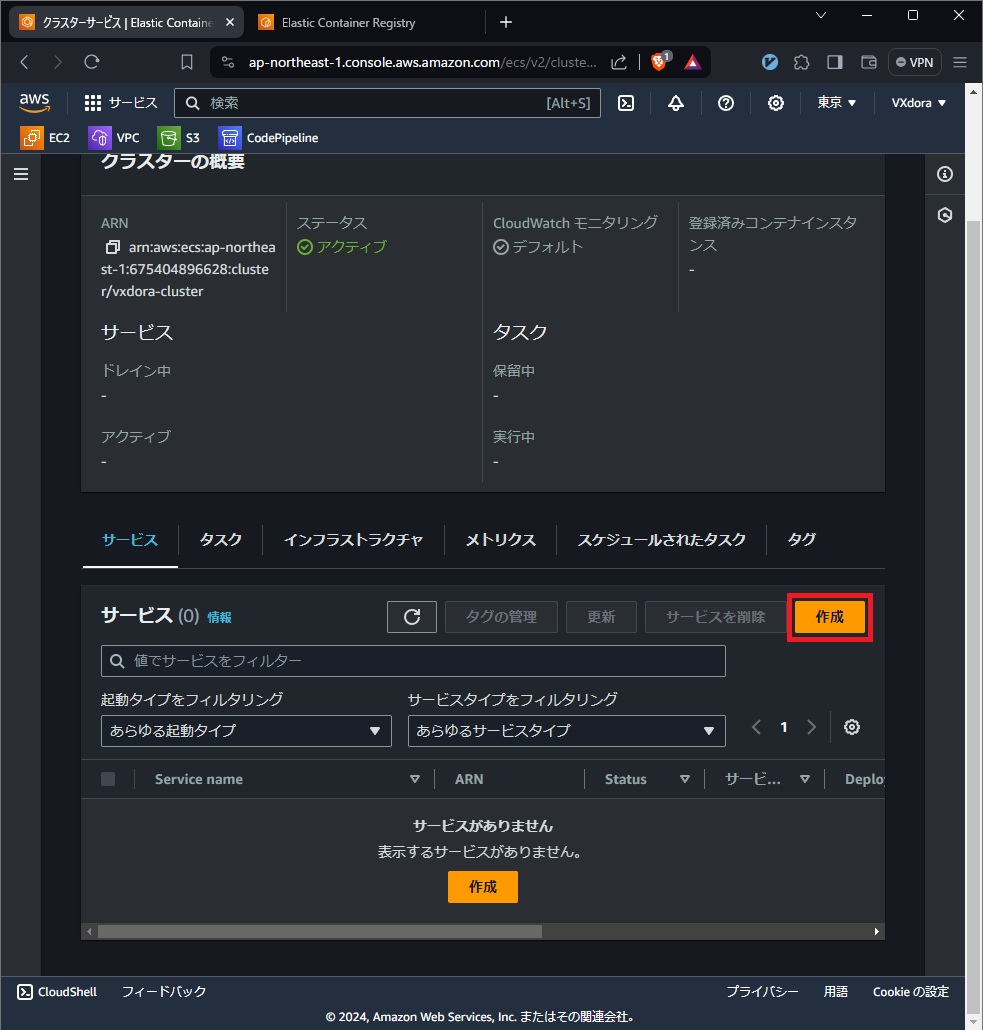 クラスターサービス | Elastic Containe
Elastic Container Registry
ap-northeast-1.console.aws.amazon.com/ecs/v2/cluste...
1
VPN
aws
サービス
検索
[Alt+S]
東京
VXdora
EC2
VPC
S3
CodePipeline
クラスターの概要
ARN
arn:aws:ecs:ap-northea
st-1:675404896628:cluste
r/vxdora-cluster
ステータス
アクティブ
CloudWatch モニタリング
デフォルト
登録済みコンテナインスタ
ンス
-
サービス
ドレイン中
-
アクティブ
-
タスク
保留中
-
実行中
-
サービス
タスク
インフラストラクチャ
メトリクス
スケジュールされたタスク
タグ
サービス (0) 情報
タグの管理
更新
サービスを削除
作成
値でサービスをフィルター
起動タイプをフィルタリング
あらゆる起動タイプ
サービスタイプをフィルタリング
あらゆるサービスタイプ
1
Service name
ARN
Status
サービ...
Deploy
サービスがありません
表示するサービスがありません。
作成
CloudShell
フィードバック
プライバシー
用語
Cookie の設定
© 2024, Amazon Web Services, Inc. またはその関連会社。